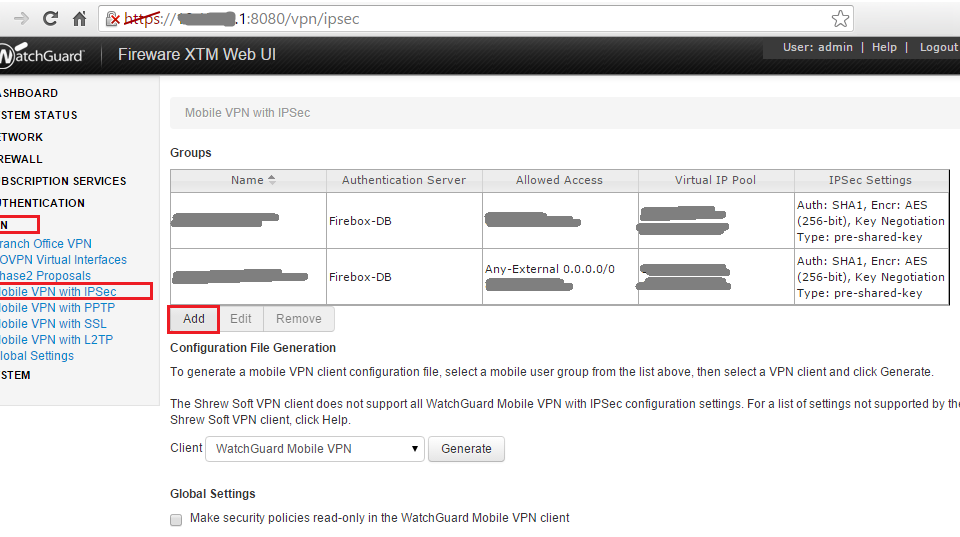 https://.1:8080/vpn/ipsec
WatchGuard Fireware XTM Web UI User: admin | Help | Logout
ASHBOARD
STEM STATUS
ETWORK
REWALL
BSCRIPTION SERVICES
UTHENTICATION
N
ranch Office VPN
OVPN Virtual Interfaces
hase2 Proposals
obile VPN with IPSec
obile VPN with PPTP
obile VPN with SSL
obile VPN with L2TP
lobal Settings
STEM
Mobile VPN with IPSec
Groups
Name Authentication Server Allowed Access Virtual IP Pool IPSec Settings
Firebox-DB
Auth: SHA1, Encr: AES
(256-bit), Key Negotiation
Type: pre-shared-key
Firebox-DB
Any-External 0.0.0.0/0
Auth: SHA1, Encr: AES
(256-bit), Key Negotiation
Type: pre-shared-key
Add Edit Remove
Configuration File Generation
To generate a mobile VPN client configuration file, select a mobile user group from the list above, then select a VPN client and click Generate.
The Shrew Soft VPN client does not support all WatchGuard Mobile VPN with IPSec configuration settings. For a list of settings not supported by the
Shrew Soft VPN client, click Help.
Client WatchGuard Mobile VPN Generate
Global Settings
Make security policies read-only in the WatchGuard Mobile VPN client